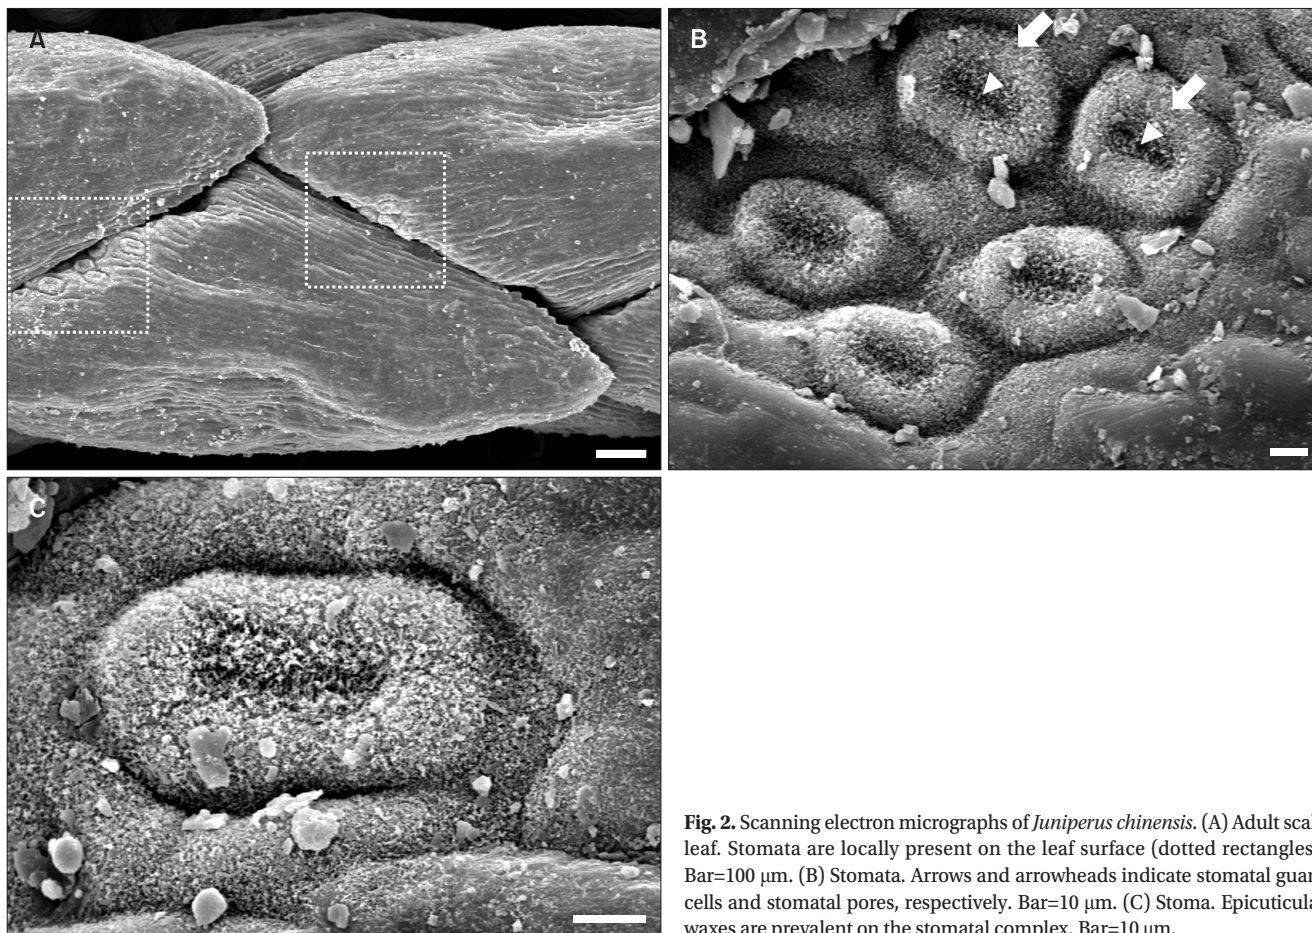 A
B
C
Fig. 2. Scanning electron micrographs of Juniperus chinensis. (A) Adult scal
leaf. Stomata are locally present on the leaf surface (dotted rectangles
Bar=100 μm. (B) Stomata. Arrows and arrowheads indicate stomatal guar
cells and stomatal pores, respectively. Bar=10 μm. (C) Stoma. Epicuticula
waxes are prevalent on the stomatal complex. Bar=10 μm.